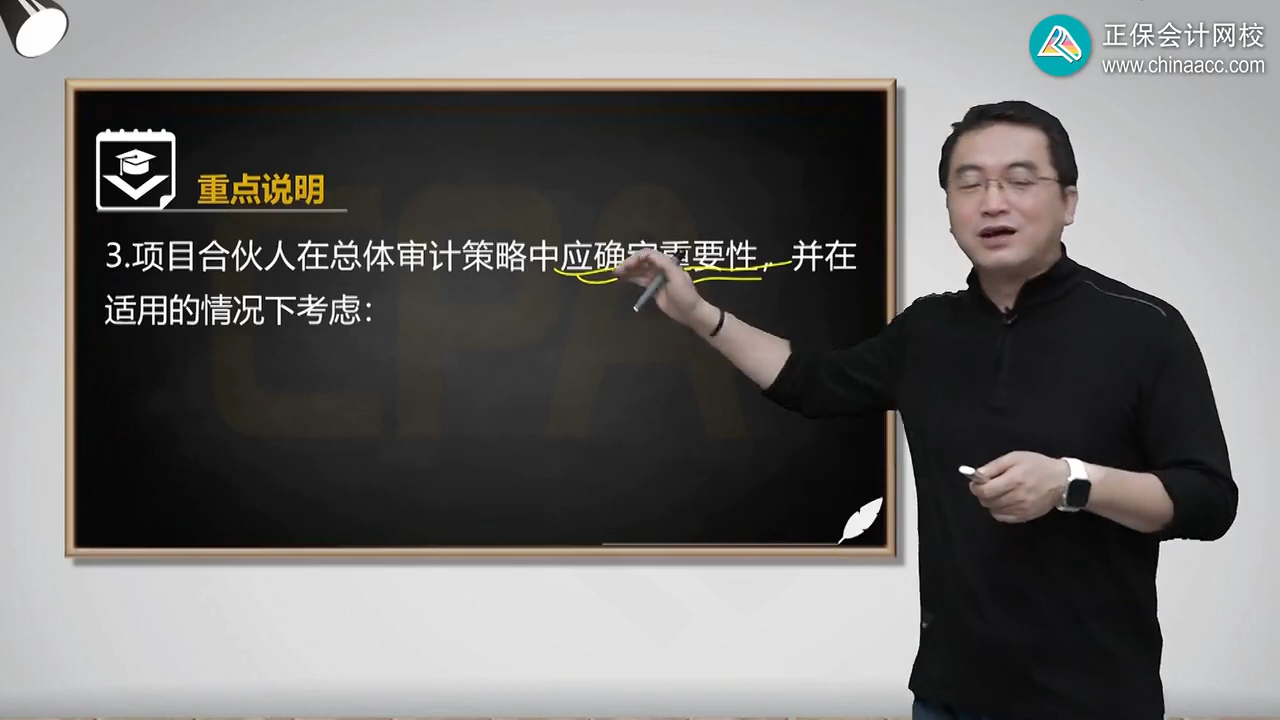 正保会计网校
www.chinaacc.com
重点说明
3.项目合伙人在总体审计策略中应确定重要性，并在
适用的情况下考虑：
CPA